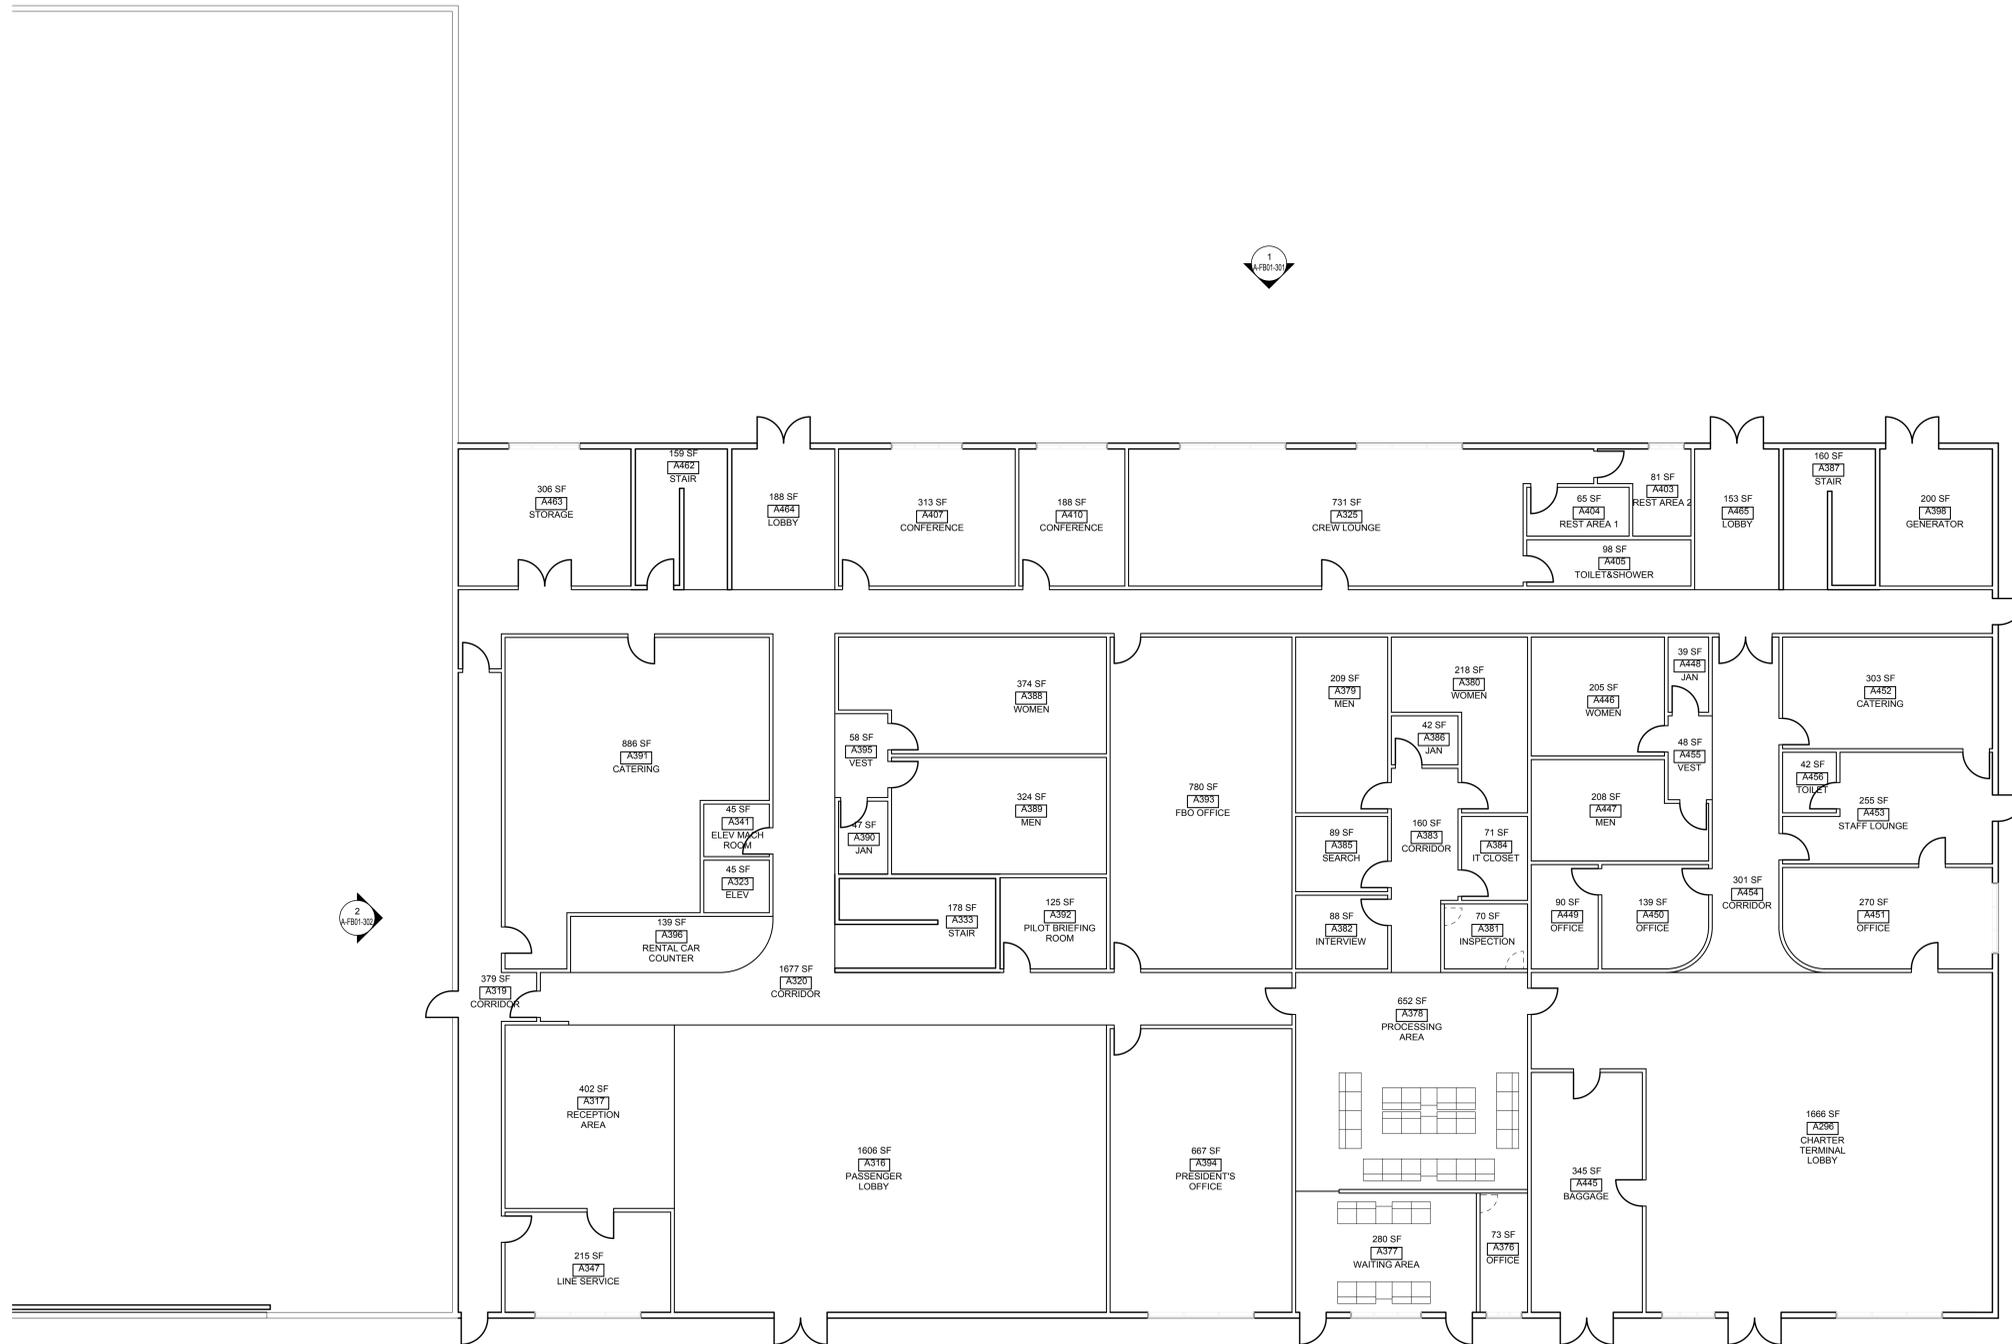 1
A-FB01-301
159 SF
A462
STAIR
306 SF
A463
STORAGE
188 SF
A464
LOBBY
313 SF
A407
CONFERENCE
188 SF
A410
CONFERENCE
731 SF
A325
CREW LOUNGE
65 SF
A404
REST AREA 1
81 SF
A403
REST AREA 2
98 SF
A405
TOILET&SHOWER
153 SF
A465
LOBBY
160 SF
A387
STAIR
200 SF
A398
GENERATOR
886 SF
A391
CATERING
374 SF
A388
WOMEN
58 SF
A395
VEST
324 SF
A389
MEN
47 SF
A390
JAN
45 SF
A341
ELEV MACH
ROOM
45 SF
A323
ELEV
139 SF
A396
RENTAL CAR
COUNTER
178 SF
A333
STAIR
125 SF
A392
PILOT BRIEFING
ROOM
780 SF
A393
FBO OFFICE
209 SF
A379
MEN
218 SF
A380
WOMEN
42 SF
A386
JAN
160 SF
A383
CORRIDOR
89 SF
A385
SEARCH
71 SF
A384
IT CLOSET
88 SF
A382
INTERVIEW
70 SF
A381
INSPECTION
205 SF
A446
WOMEN
39 SF
A448
JAN
48 SF
A455
VEST
208 SF
A447
MEN
90 SF
A449
OFFICE
139 SF
A450
OFFICE
301 SF
A454
CORRIDOR
303 SF
A452
CATERING
42 SF
A456
TOILET
255 SF
A453
STAFF LOUNGE
270 SF
A451
OFFICE
2
A-FB01-302
379 SF
A319
CORRIDOR
1677 SF
A320
CORRIDOR
652 SF
A378
PROCESSING
AREA
402 SF
A317
RECEPTION
AREA
1606 SF
A316
PASSENGER
LOBBY
667 SF
A394
PRESIDENT'S
OFFICE
345 SF
A445
BAGGAGE
1666 SF
A296
CHARTER
TERMINAL
LOBBY
215 SF
A347
LINE SERVICE
280 SF
A377
WAITING AREA
73 SF
A376
OFFICE